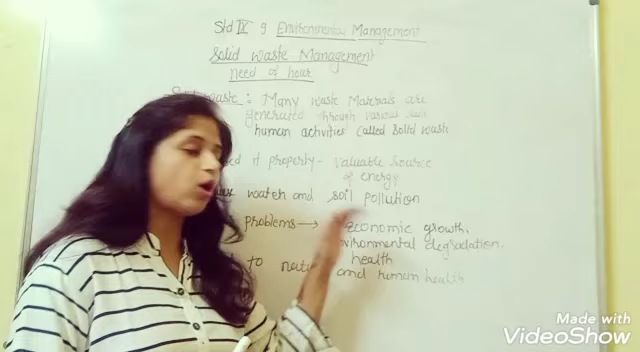 Std IX 9 Environmental Management
Solid waste Management
need of hour
waste : Many waste Materials are
generated through various
human activities called Solid wash
it property - valuable source
of energy
water and soil pollution
problems → Economic growth,
Environmental degradation.
to health
and human health
Made with
VideoShow